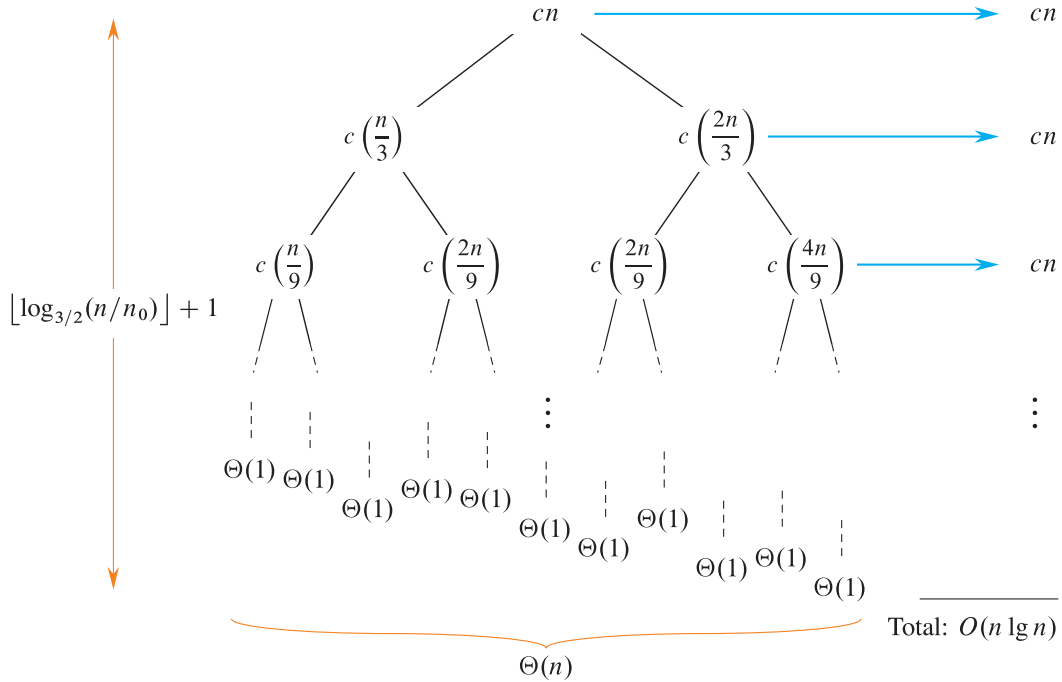 cn cn
c (n/3) c (2n/3) cn
c (n/9) c (2n/9) c (2n/9) c (4n/9) cn
⌊log_{3/2}(n/n_0)⌋ + 1
⋮ ⋮
Θ(1) Θ(1) Θ(1) Θ(1) Θ(1) Θ(1) Θ(1) Θ(1) Θ(1) Θ(1) Θ(1)
Total: O(n lg n)
Θ(n)